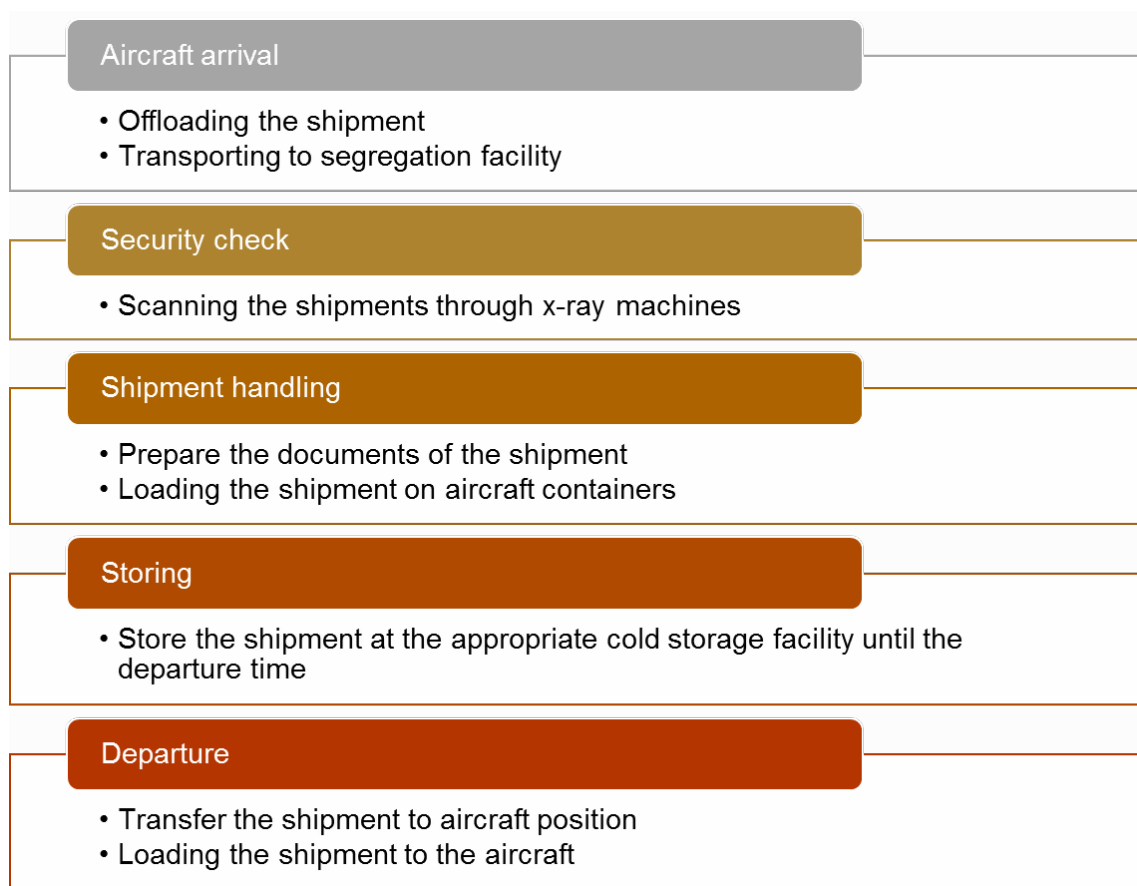 Aircraft arrival
• Offloading the shipment
• Transporting to segregation facility
Security check
• Scanning the shipments through x-ray machines
Shipment handling
• Prepare the documents of the shipment
• Loading the shipment on aircraft containers
Storing
• Store the shipment at the appropriate cold storage facility until the
departure time
Departure
• Transfer the shipment to aircraft position
• Loading the shipment to the aircraft